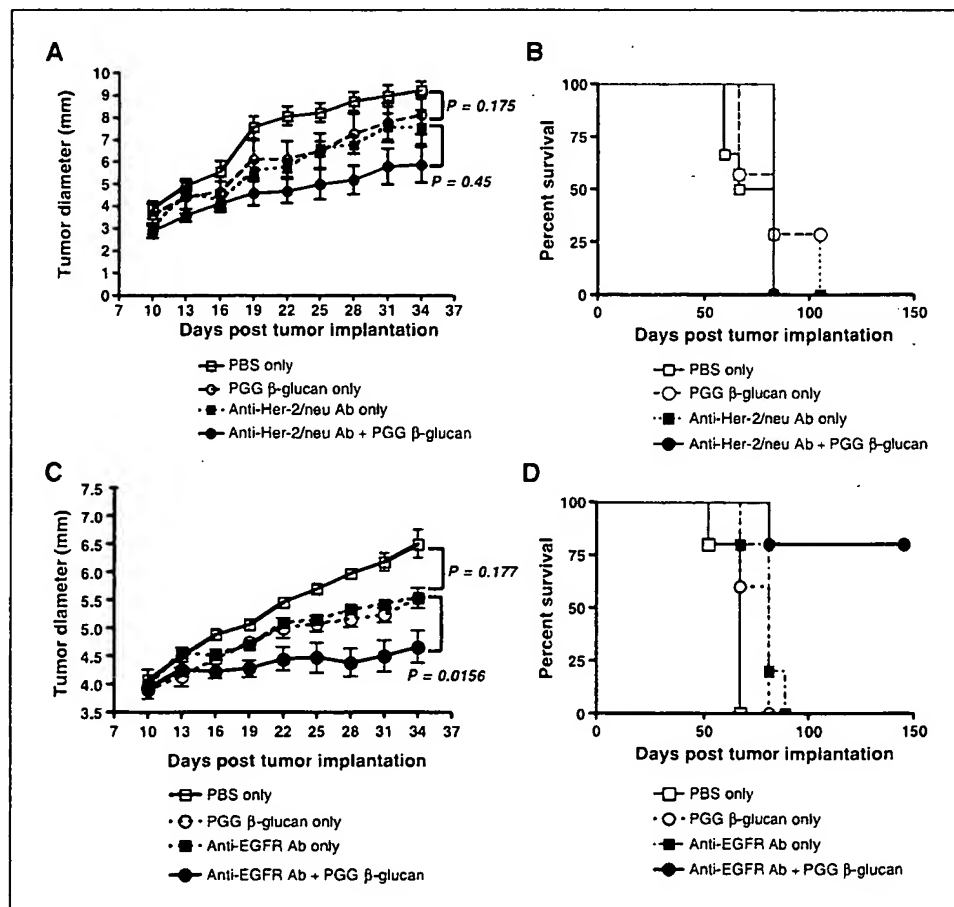 A
Tumor diameter (mm)
10
9
8
7
6
5
4
3
2
1
0
P = 0.175
P = 0.45
7 10 13 16 19 22 25 28 31 34 37
Days post tumor implantation
PBS only
PGG β-glucan only
Anti-Her-2/neu Ab only
Anti-Her-2/neu Ab + PGG β-glucan
B
Percent survival
100
75
50
25
0
0 50 100 150
Days post tumor implantation
PBS only
PGG β-glucan only
Anti-Her-2/neu Ab only
Anti-Her-2/neu Ab + PGG β-glucan
C
Tumor diameter (mm)
7.5
7.0
6.5
6.0
5.5
5.0
4.5
4.0
3.5
P = 0.177
P = 0.0156
7 10 13 16 19 22 25 28 31 34 37
Days post tumor implantation
PBS only
PGG β-glucan only
Anti-EGFR Ab only
Anti-EGFR Ab + PGG β-glucan
D
Percent survival
100
75
50
25
0
0 50 100 150
Days post tumor implantation
PBS only
PGG β-glucan only
Anti-EGFR Ab only
Anti-EGFR Ab + PGG β-glucan